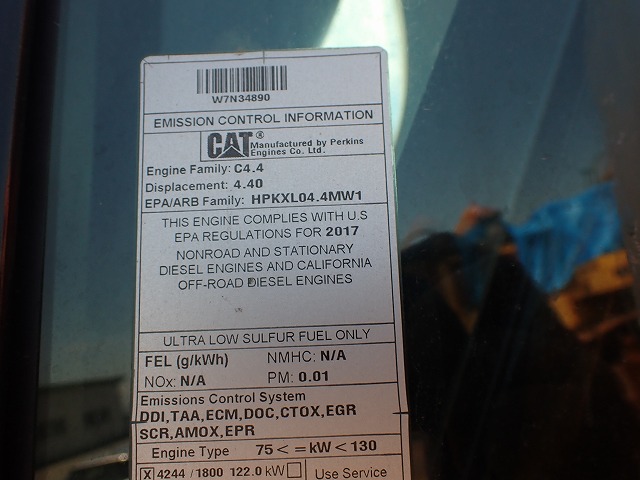 W7N34890
EMISSION CONTROL INFORMATION
CAT® Manufactured by Perkins
Engines Co. Ltd.
Engine Family: C4.4
Displacement: 4.40
EPA/ARB Family: HPKXL04.4MW1
THIS ENGINE COMPLIES WITH U.S
EPA REGULATIONS FOR 2017
NONROAD AND STATIONARY
DIESEL ENGINES AND CALIFORNIA
OFF-ROAD DIESEL ENGINES
ULTRA LOW SULFUR FUEL ONLY
FEL (g/kWh) NMHC: N/A
NOx: N/A PM: 0.01
Emissions Control System
DDI,TAA,ECM,DOC,CTOX,EGR
SCR,AMOX,EPR
Engine Type 75 < = kW < 130
X 4244 / 1800 122.0 kW Use Service